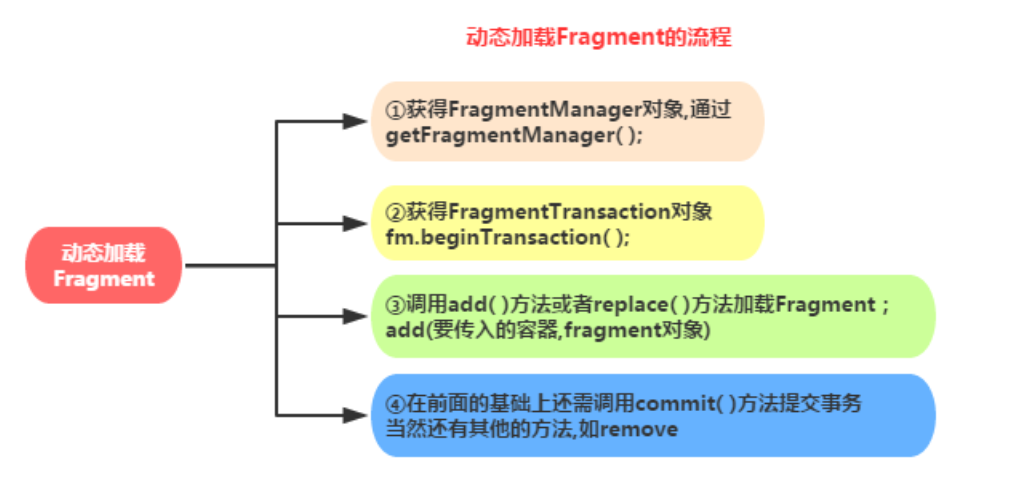 动态加载Fragment的流程
①获得FragmentManager对象,通过
getFragmentManager( );
②获得FragmentTransaction对象
fm.beginTransaction( );
动态加载
Fragment
③调用add( )方法或者replace( )方法加载Fragment ;
add(要传入的容器,fragment对象)
④在前面的基础上还需调用commit( )方法提交事务
当然还有其他的方法,如remove